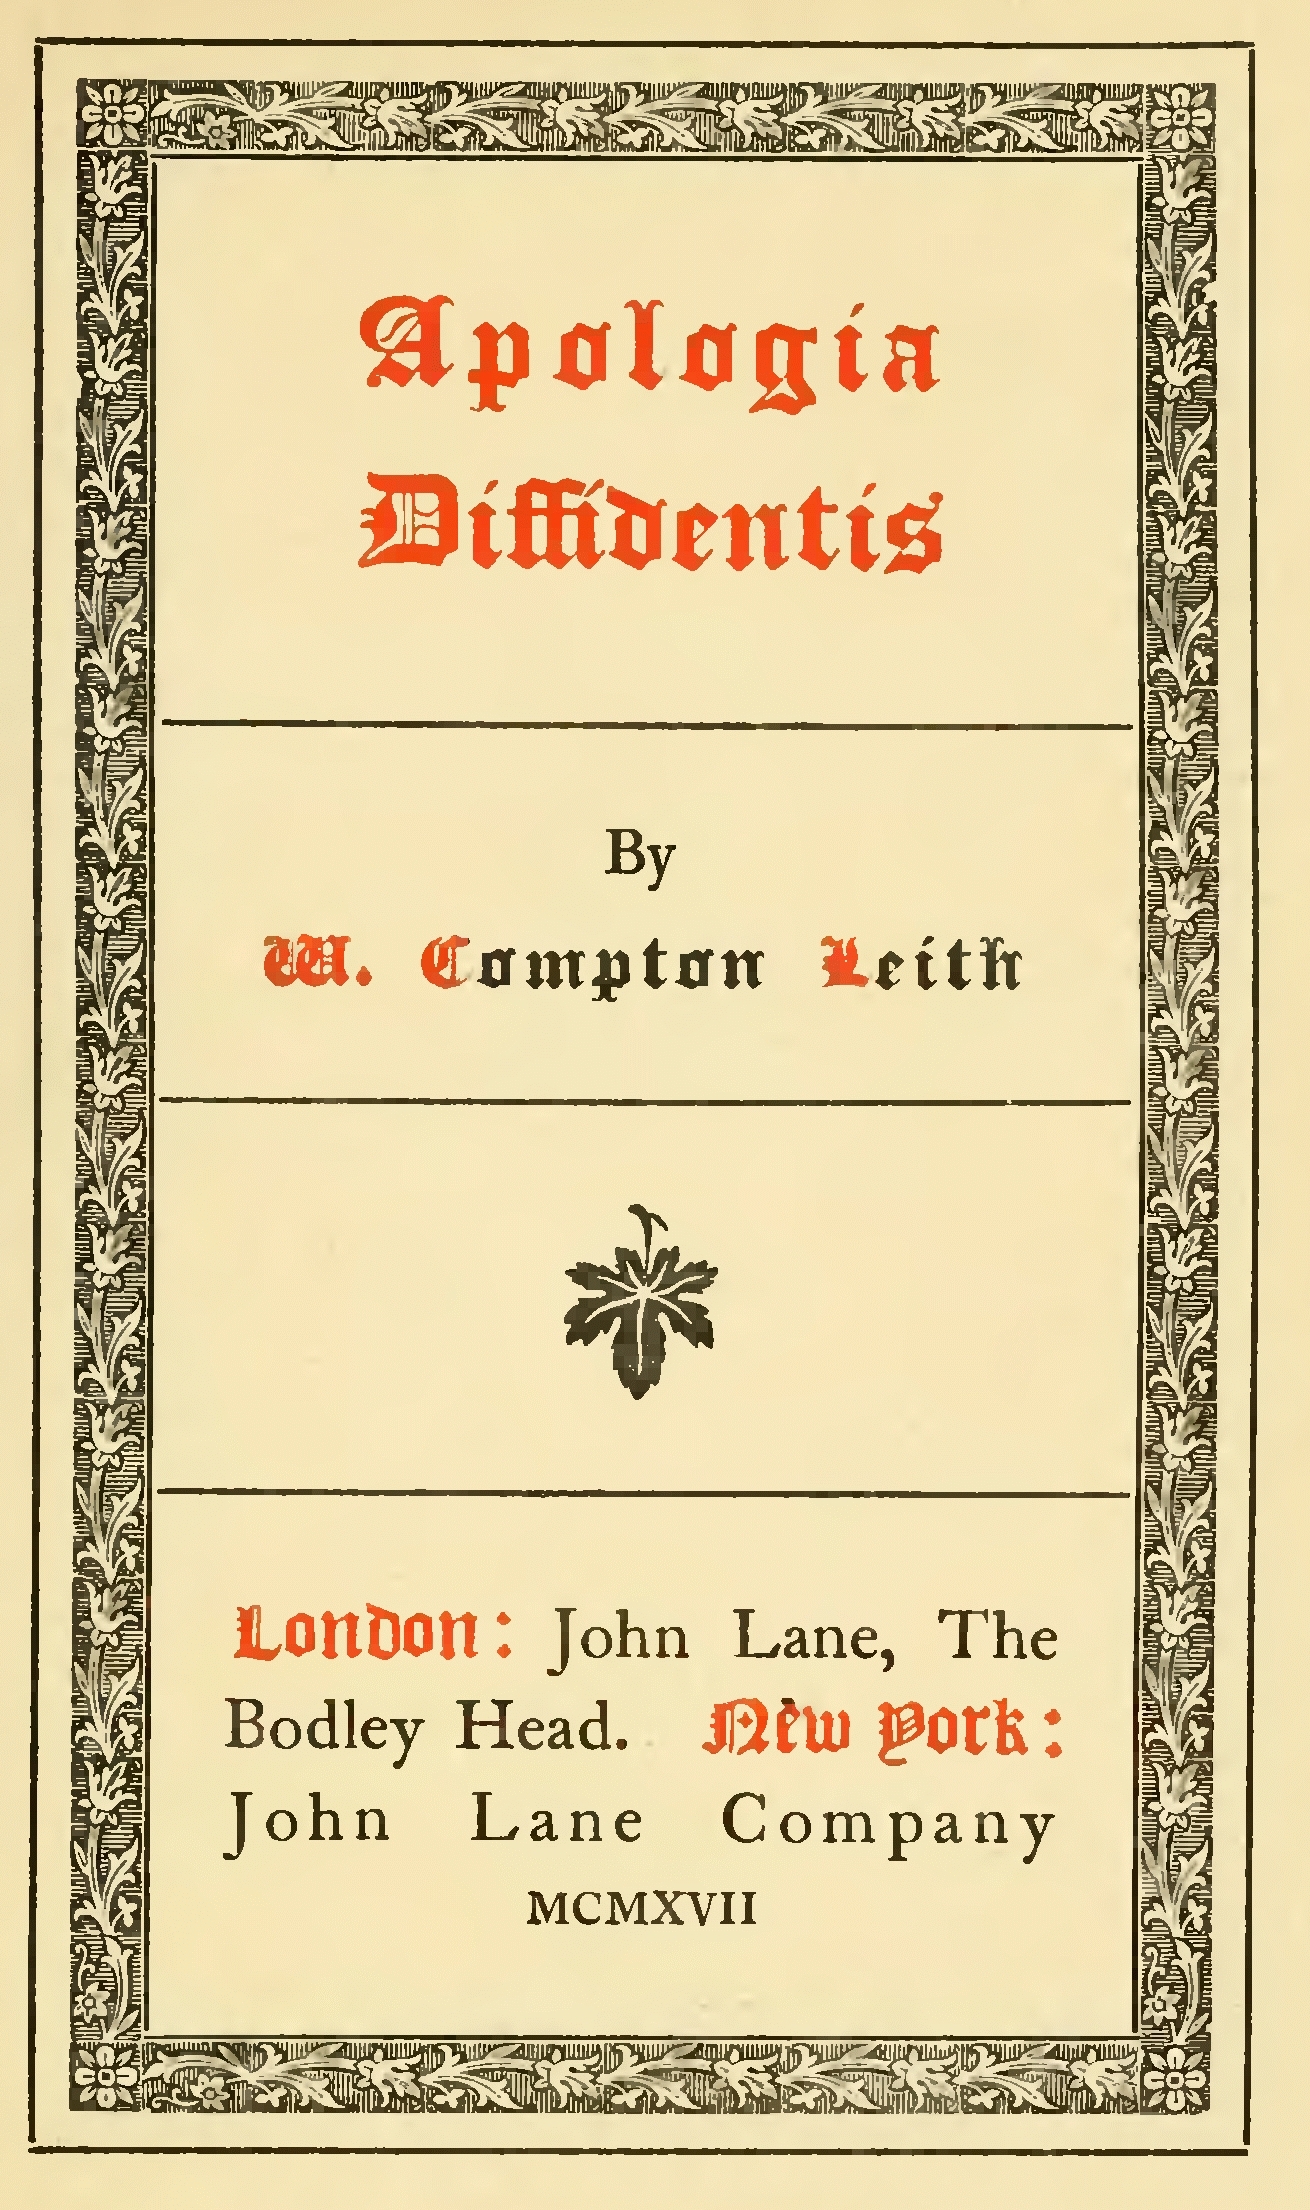 Apologia
Diffidentis
By
W. Compton Leith
London: John Lane, The
Bodley Head. New York:
John Lane Company
MCMXVII